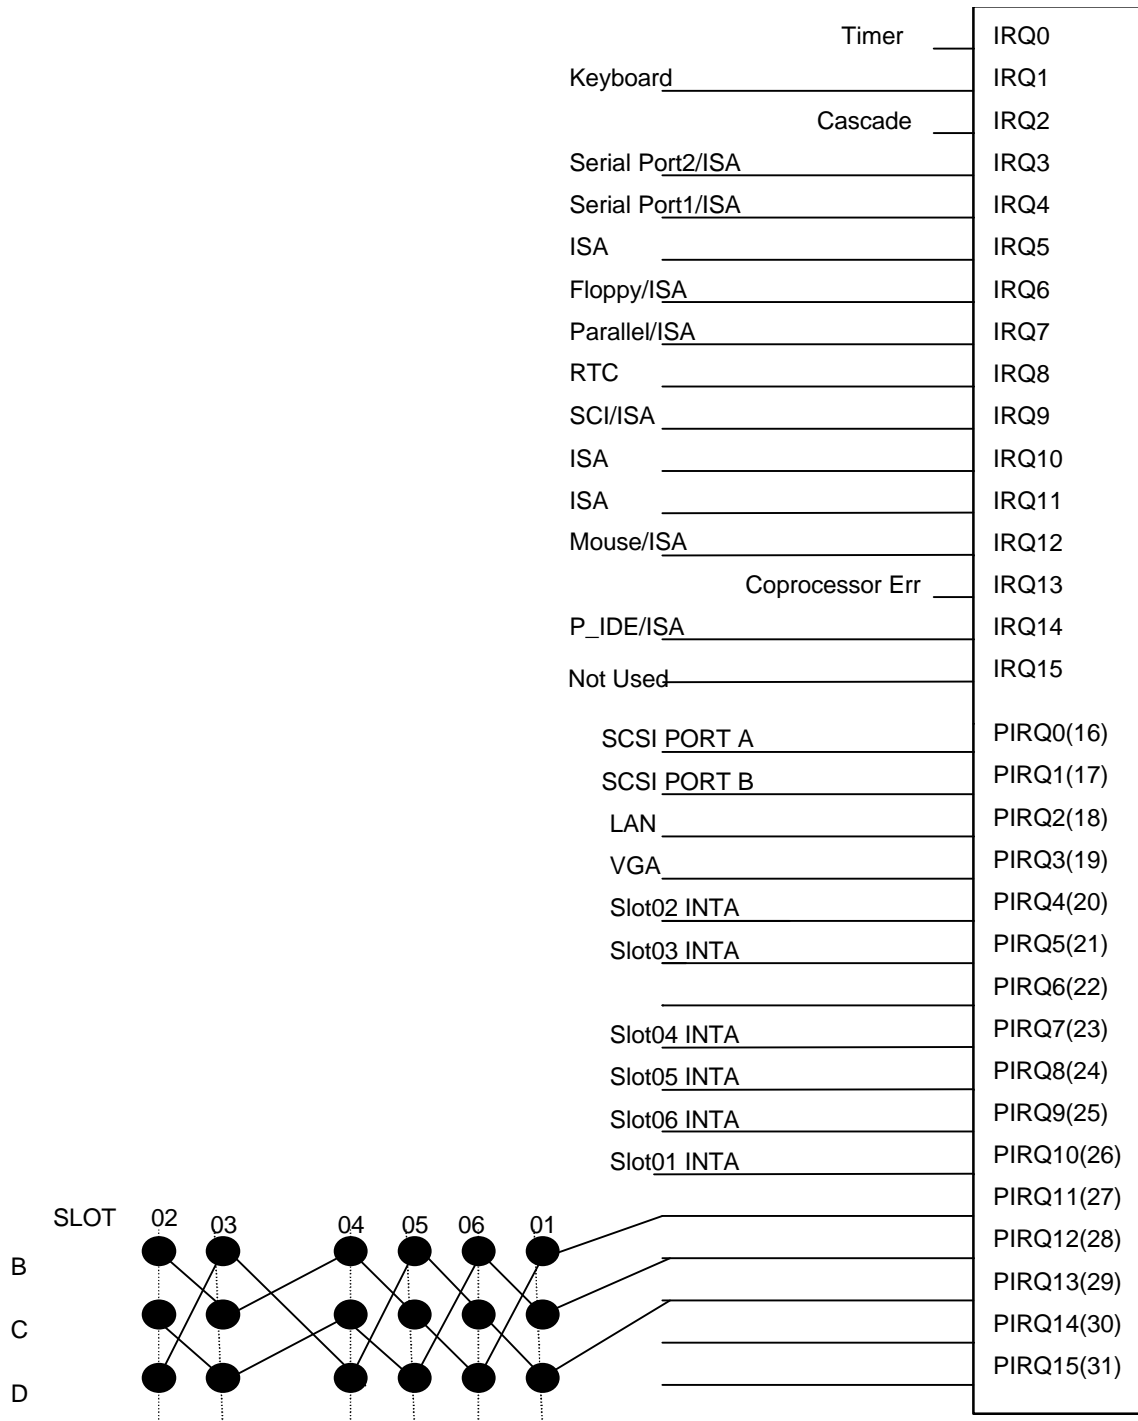 Timer IRQ0
Keyboard IRQ1
Cascade IRQ2
Serial Port2/ISA IRQ3
Serial Port1/ISA IRQ4
ISA IRQ5
Floppy/ISA IRQ6
Parallel/ISA IRQ7
RTC IRQ8
SCI/ISA IRQ9
ISA IRQ10
ISA IRQ11
Mouse/ISA IRQ12
Coprocessor Err IRQ13
P_IDE/ISA IRQ14
Not Used IRQ15
SCSI PORT A PIRQ0(16)
SCSI PORT B PIRQ1(17)
LAN PIRQ2(18)
VGA PIRQ3(19)
Slot02 INTA PIRQ4(20)
Slot03 INTA PIRQ5(21)
PIRQ6(22)
Slot04 INTA PIRQ7(23)
Slot05 INTA PIRQ8(24)
Slot06 INTA PIRQ9(25)
Slot01 INTA PIRQ10(26)
PIRQ11(27)
SLOT 02 03 04 05 06 01
PIRQ12(28)
B
PIRQ13(29)
C
PIRQ14(30)
PIRQ15(31)
D